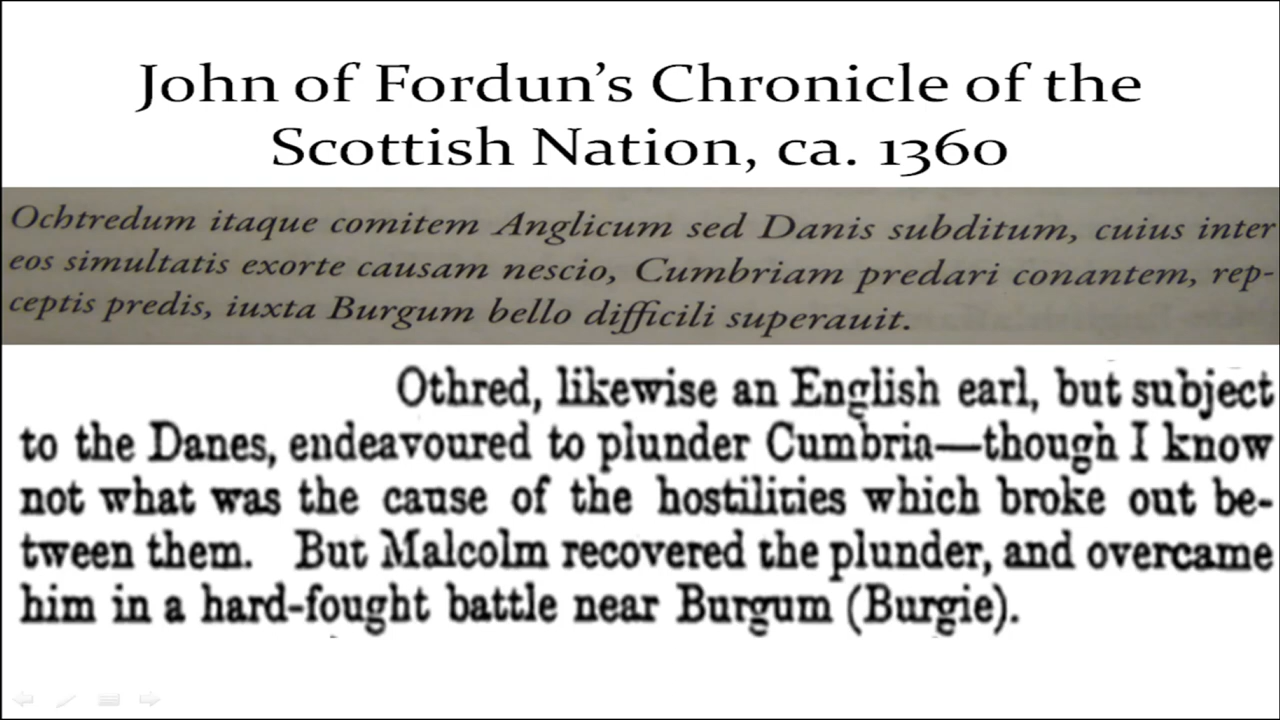 John of Fordun’s Chronicle of the
Scottish Nation, ca. 1360
Ochtredum itaque comitem Anglicum sed Danis subditum, cuius inter
eos simultatis exorte causam nescio, Cumbriam predari conantem, rep-
ceptis predis, iuxta Burgum bello difficili superauit.
Othred, likewise an English earl, but subject
to the Danes, endeavoured to plunder Cumbria—though I know
not what was the cause of the hostilities which broke out be-
tween them. But Malcolm recovered the plunder, and overcame
him in a hard-fought battle near Burgum (Burgie).